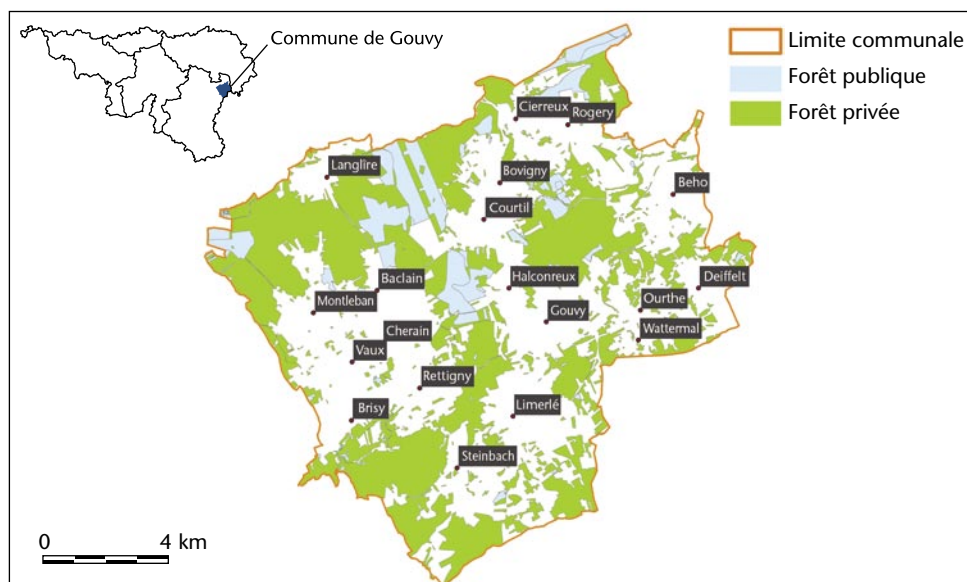 Commune de Gouvy
Limite communale
Forêt publique
Forêt privée
Cierreux
Rogery
Langlire
Bovigny
Beho
Courtil
Baclain
Halconreux
Deiffelt
Montleban
Ourthe
Gouvy
Cherain
Wattermal
Vaux
Rettigny
Brisy
Limerlé
Steinbach
0 4 km